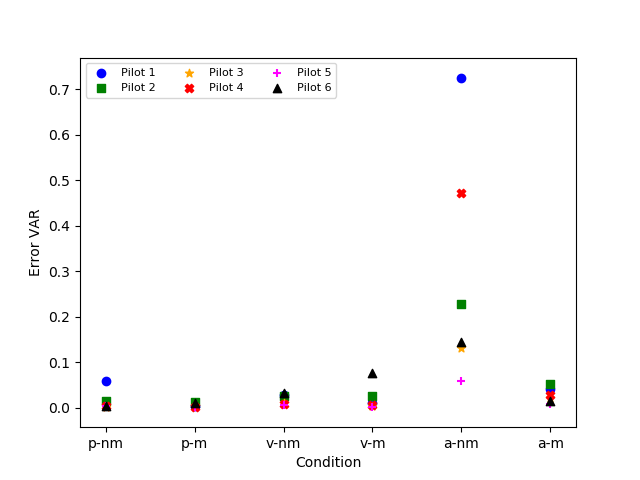 Pilot 1 Pilot 3 Pilot 5
Pilot 2 Pilot 4 Pilot 6
0.7
0.6
0.5
0.4
0.3
0.2
0.1
0.0
Error VAR
p-nm p-m v-nm v-m a-nm a-m
Condition